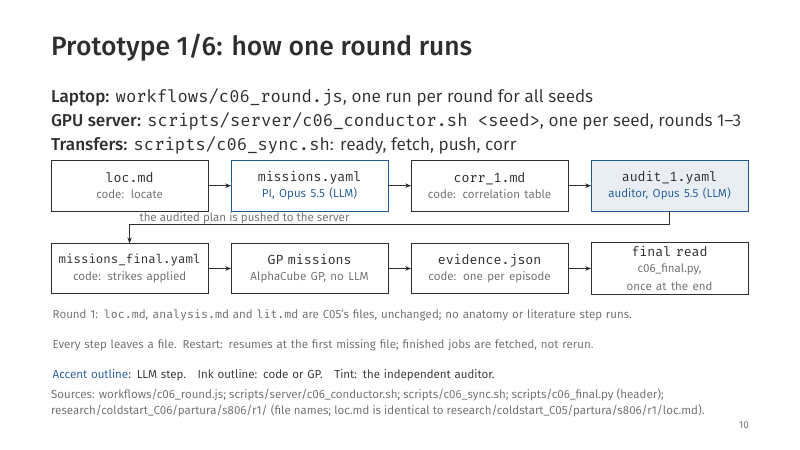 Prototype 1/6: how one round runs
Laptop: workflows/c06_round.js, one run per round for all seeds
GPU server: scripts/server/c06_conductor.sh <seed>, one per seed, rounds 1–3
Transfers: scripts/c06_sync.sh: ready, fetch, push, corr
loc.md
code: locate
missions.yaml
PI, Opus 5.5 (LLM)
corr_1.md
code: correlation table
audit_1.yaml
auditor, Opus 5.5 (LLM)
the audited plan is pushed to the server
missions_final.yaml
code: strikes applied
GP missions
AlphaCube GP, no LLM
evidence.json
code: one per episode
final read
c06_final.py,
once at the end
Round 1: loc.md, analysis.md and lit.md are C05's files, unchanged; no anatomy or literature step runs.
Every step leaves a file. Restart: resumes at the first missing file; finished jobs are fetched, not rerun.
Accent outline: LLM step. Ink outline: code or GP. Tint: the independent auditor.
Sources: workflows/c06_round.js; scripts/server/c06_conductor.sh; scripts/c06_sync.sh; scripts/c06_final.py (header);
research/coldstart_C06/partura/s806/r1/ (file names; loc.md is identical to research/coldstart_C05/partura/s806/r1/loc.md).
10